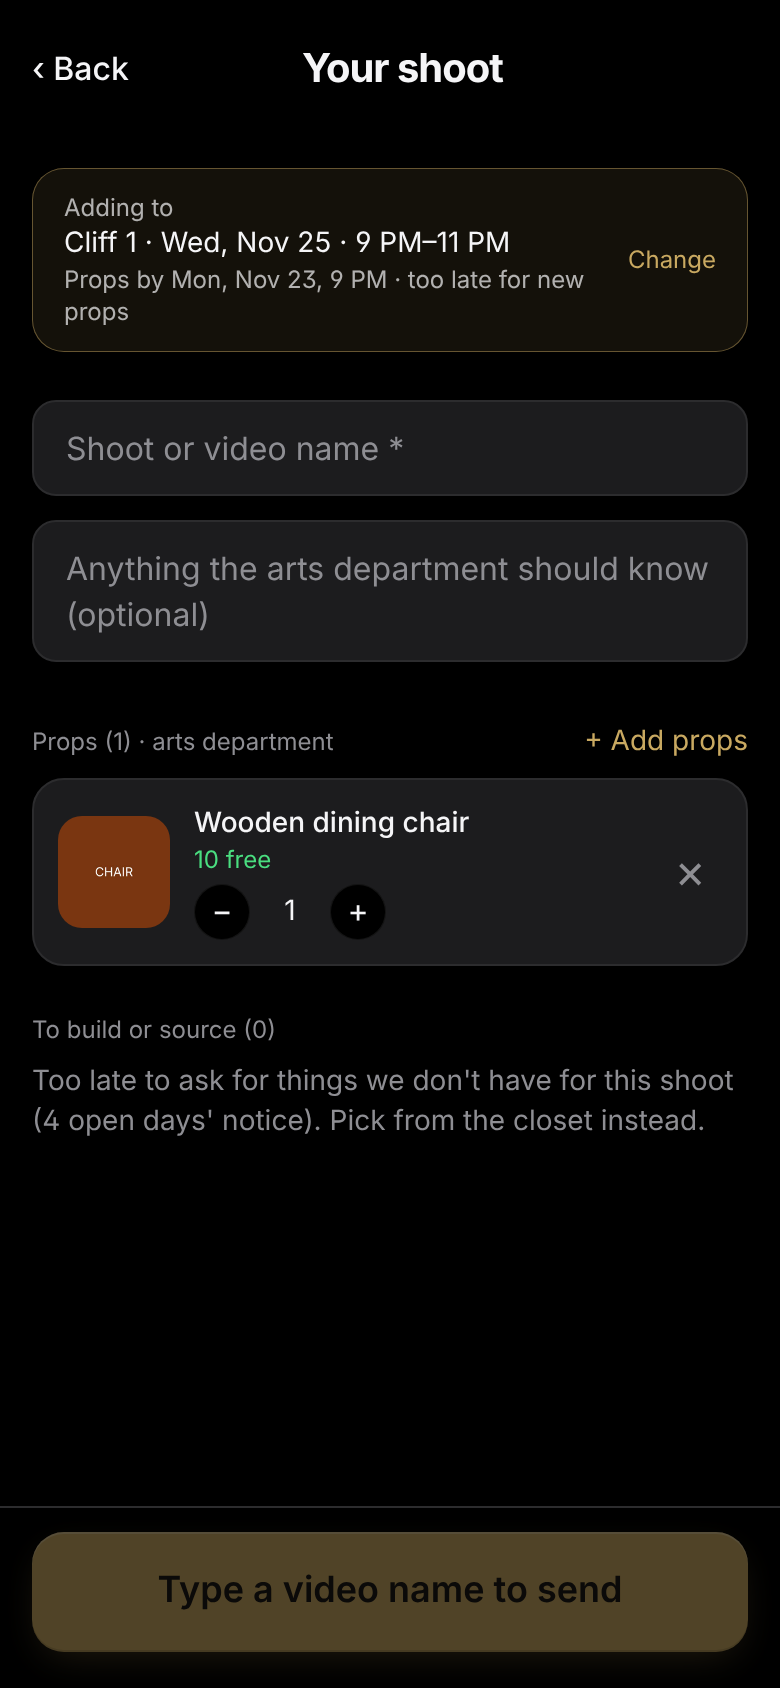 ‹ Back
Your shoot
Adding to
Cliff 1 · Wed, Nov 25 · 9 PM–11 PM
Props by Mon, Nov 23, 9 PM · too late for new
props
Change
Shoot or video name *
Anything the arts department should know
(optional)
Props (1) · arts department
+ Add props
CHAIR
Wooden dining chair
10 free
− 1 +
✕
To build or source (0)
Too late to ask for things we don't have for this shoot
(4 open days' notice). Pick from the closet instead.
Type a video name to send